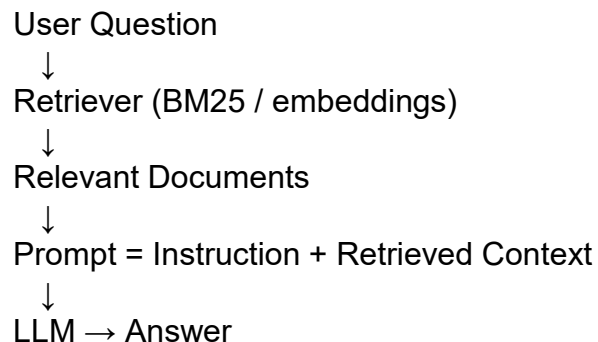 User Question
↓
Retriever (BM25 / embeddings)
↓
Relevant Documents
↓
Prompt = Instruction + Retrieved Context
↓
LLM → Answer